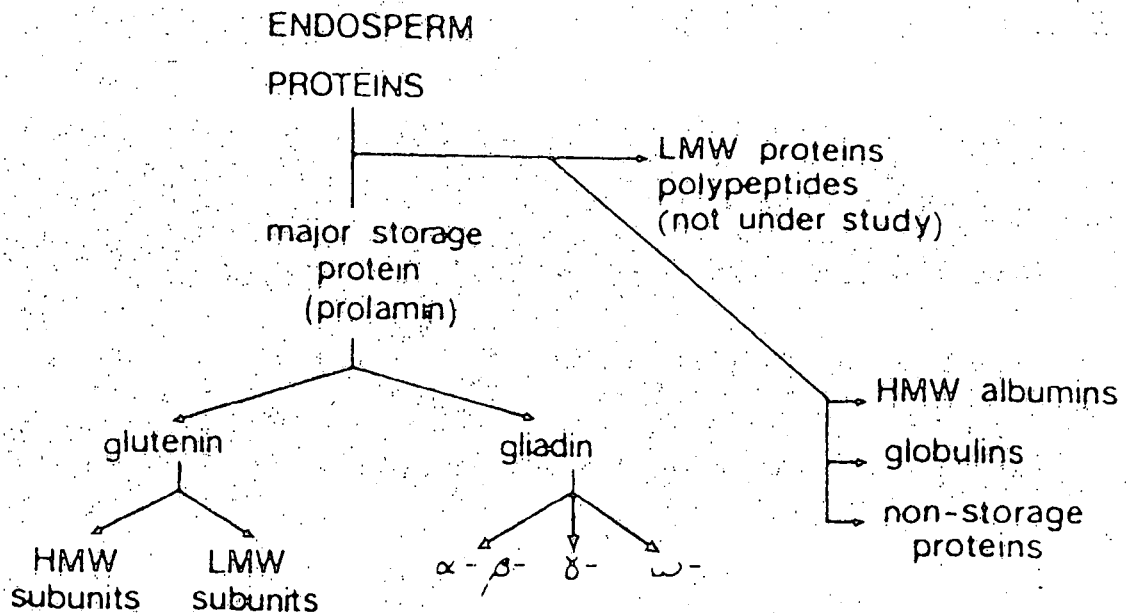 ENDOSPERM
PROTEINS
LMW proteins
polypeptides
(not under study)
major storage
protein
(prolamin)
HMW albumins
globulins
non-storage
proteins
glutenin
gliadin
HMW
subunits
LMW
subunits
α- β- γ- ω-